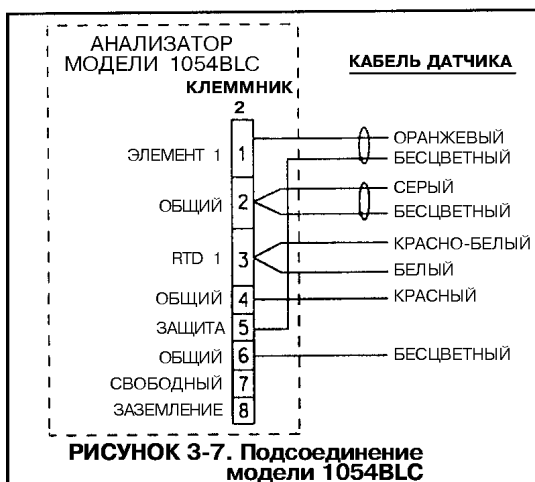 АНАЛИЗАТОР
МОДЕЛИ 1054BLC
КЛЕММНИК
2
КАБЕЛЬ ДАТЧИКА
ЭЛЕМЕНТ 1 1 ОРАНЖЕВЫЙ
БЕСЦВЕТНЫЙ
СЕРЫЙ
ОБЩИЙ 2
БЕСЦВЕТНЫЙ
КРАСНО-БЕЛЫЙ
RTD 1 3
БЕЛЫЙ
ОБЩИЙ 4 КРАСНЫЙ
ЗАЩИТА 5
ОБЩИЙ 6 БЕСЦВЕТНЫЙ
СВОБОДНЫЙ 7
ЗАЗЕМЛЕНИЕ 8
РИСУНОК 3-7. Подсоединение
модели 1054BLC